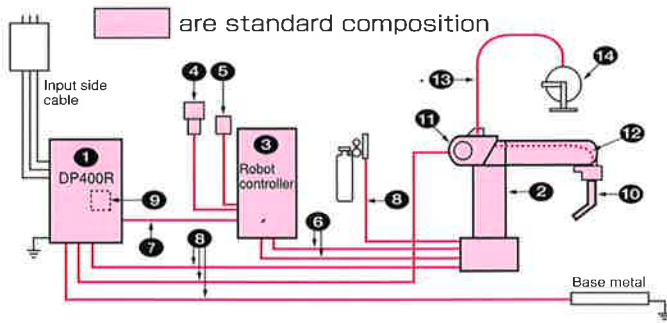 are standard composition
Input side
cable
4
5
13
14
1
DP400R
3
Robot
controller
11
12
9
8
2
10
7
8
6
Base metal